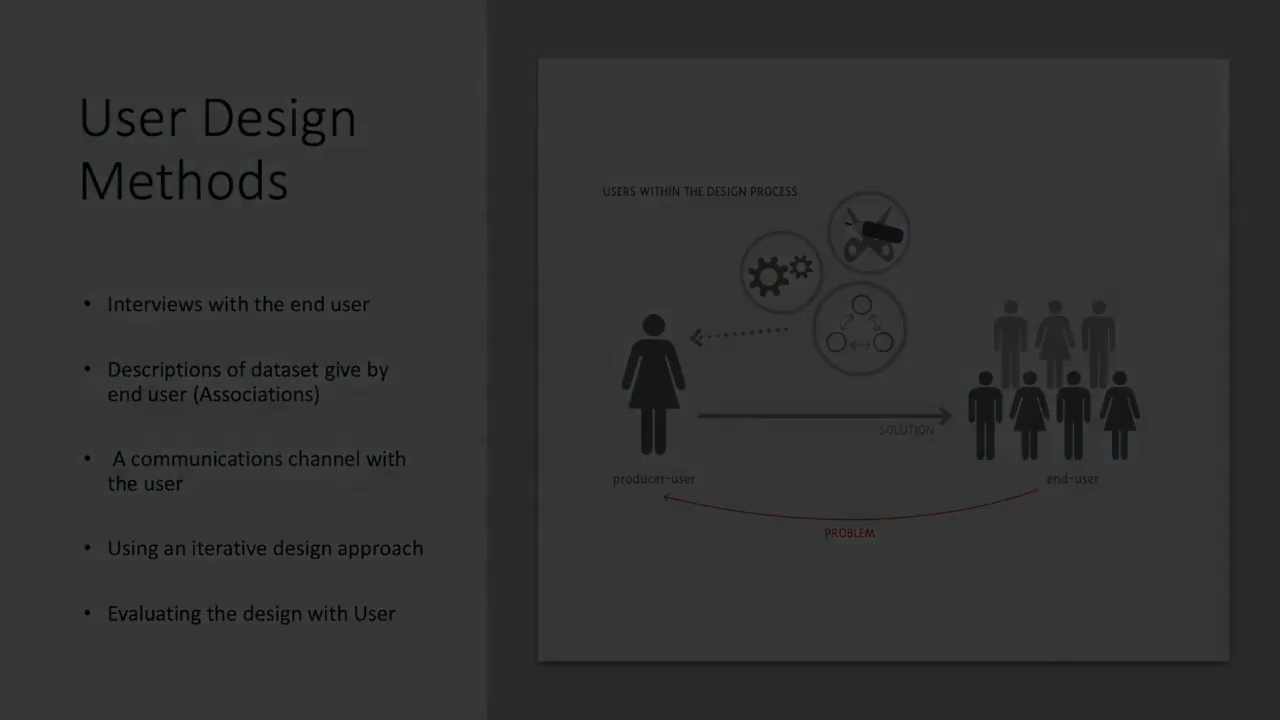 User Design
Methods
• Interviews with the end user
• Descriptions of dataset give by
end user (Associations)
• A communications channel with
the user
• Using an iterative design approach
• Evaluating the design with User
USERS WITHIN THE DESIGN PROCESS
SOLUTION
producer-user
end-user
PROBLEM